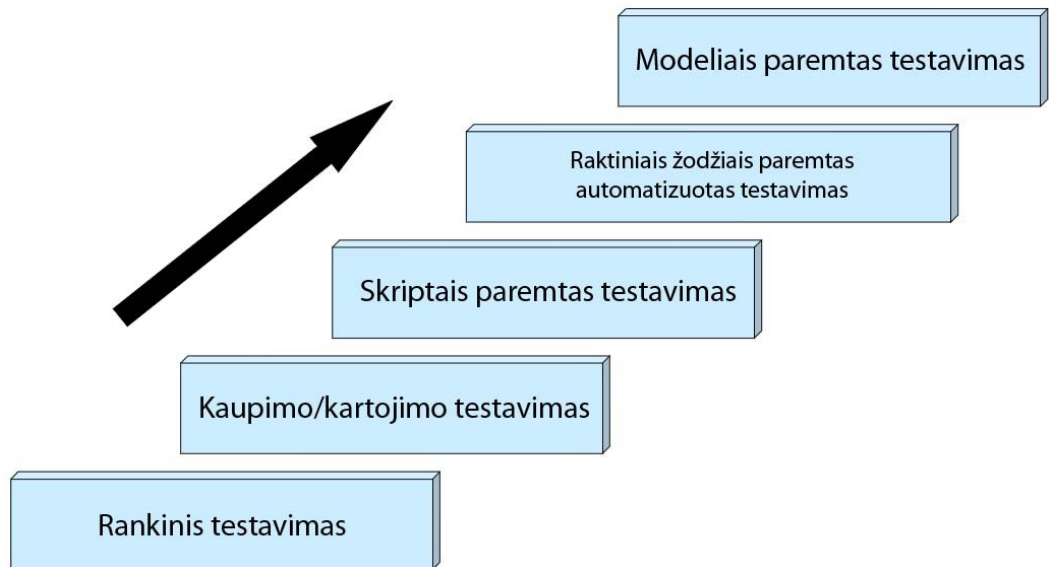 Modeliais paremtas testavimas
Raktiniais žodžiais paremtas
automatizuotas testavimas
Skriptais paremtas testavimas
Kaupimo/kartojimo testavimas
Rankinis testavimas